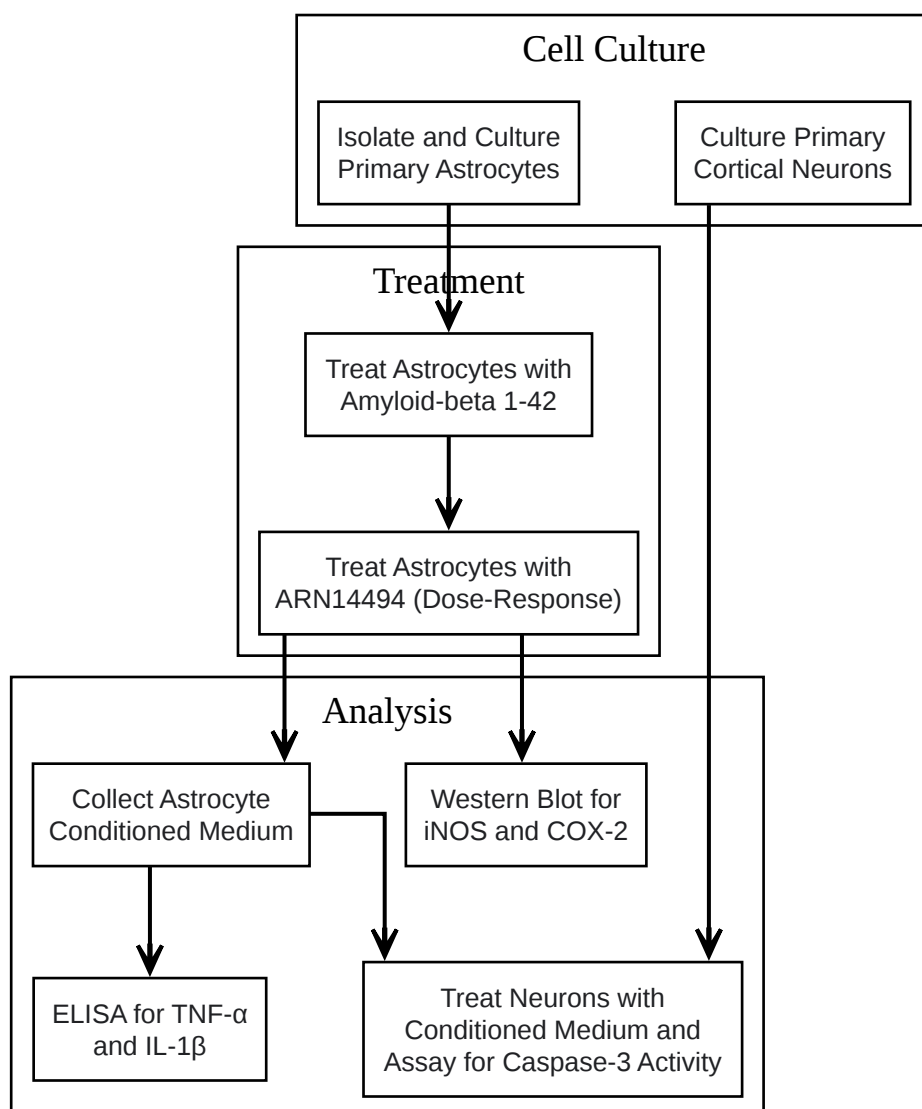 Cell Culture
Isolate and Culture
Primary Astrocytes
Culture Primary
Cortical Neurons
Treatment
Treat Astrocytes with
Amyloid-beta 1-42
Treat Astrocytes with
ARN14494 (Dose-Response)
Analysis
Collect Astrocyte
Conditioned Medium
Western Blot for
iNOS and COX-2
ELISA for TNF-α
and IL-1β
Treat Neurons with
Conditioned Medium and
Assay for Caspase-3 Activity